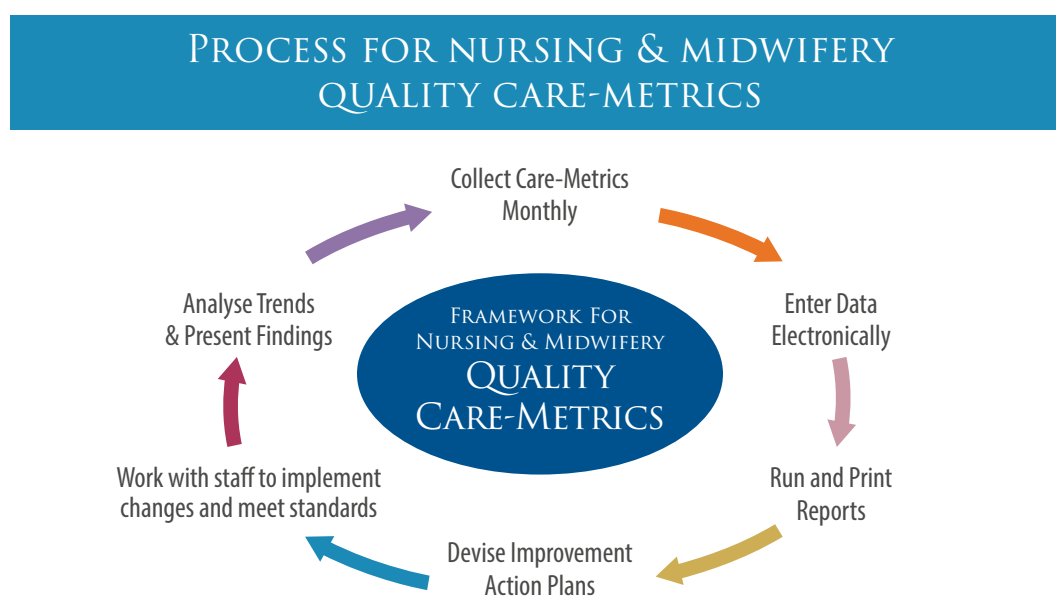 PROCESS FOR NURSING & MIDWIFERY
QUALITY CARE-METRICS
Collect Care-Metrics
Monthly
Enter Data
Electronically
Run and Print
Reports
Devise Improvement
Action Plans
Work with staff to implement
changes and meet standards
Analyse Trends
& Present Findings
FRAMEWORK FOR
NURSING & MIDWIFERY
QUALITY
CARE-METRICS